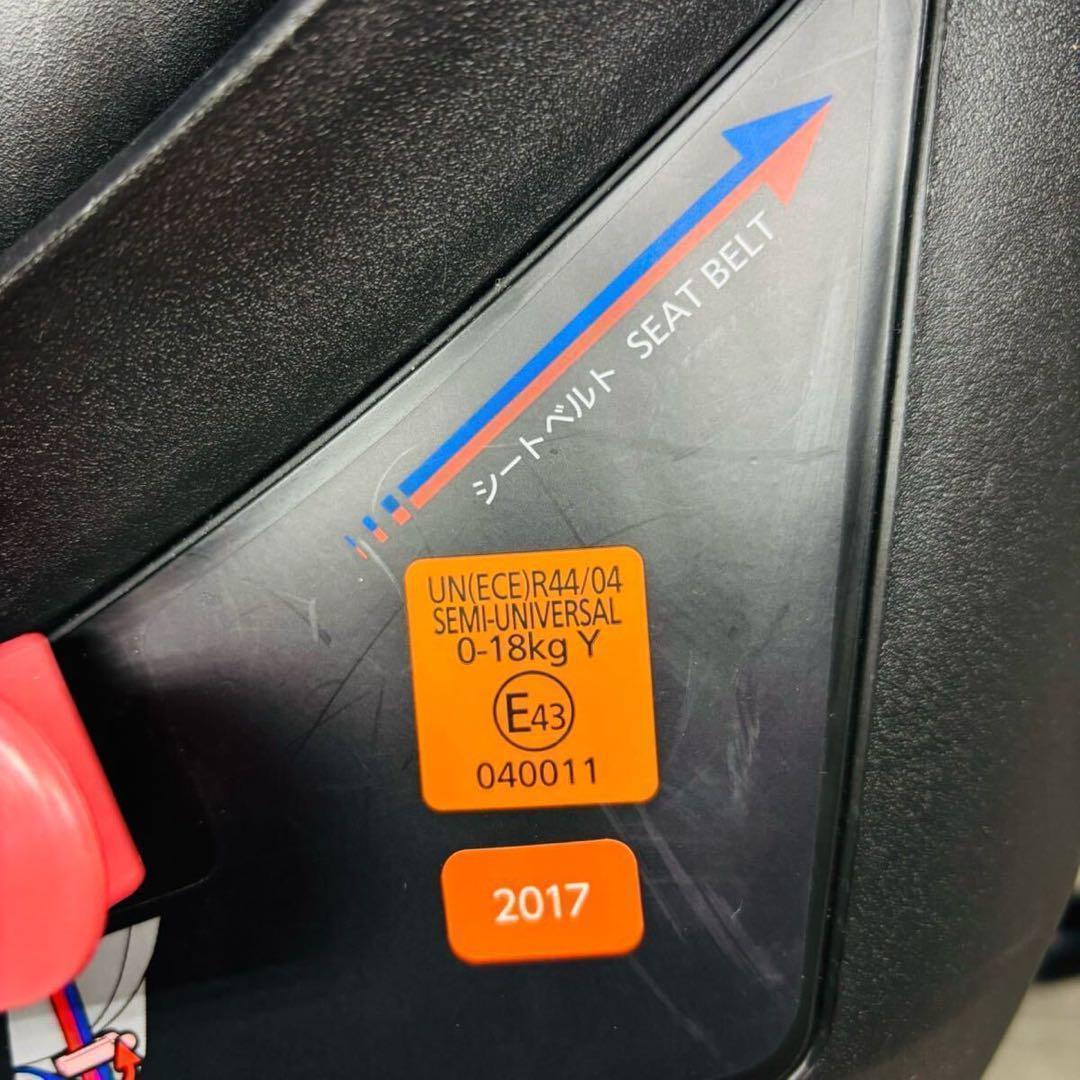 シートベルト SEAT BELT
UN(ECE)R44/04
SEMI-UNIVERSAL
0-18kg Y
E43
040011
2017